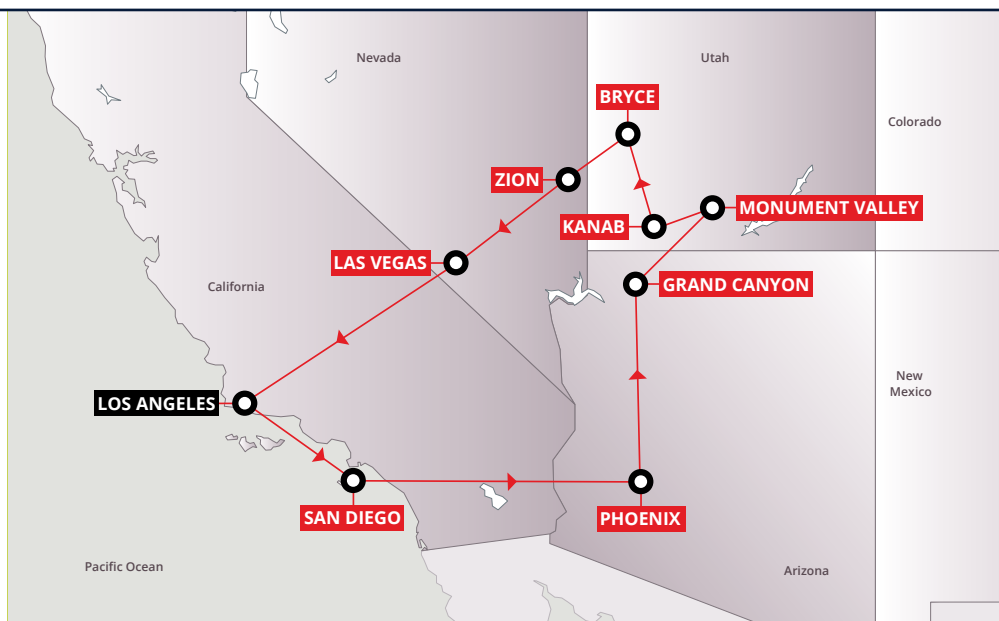 Nevada
Utah
BRYCE
Colorado
ZION
MONUMENT VALLEY
KANAB
LAS VEGAS
California
GRAND CANYON
New
Mexico
LOS ANGELES
SAN DIEGO
PHOENIX
Pacific Ocean
Arizona